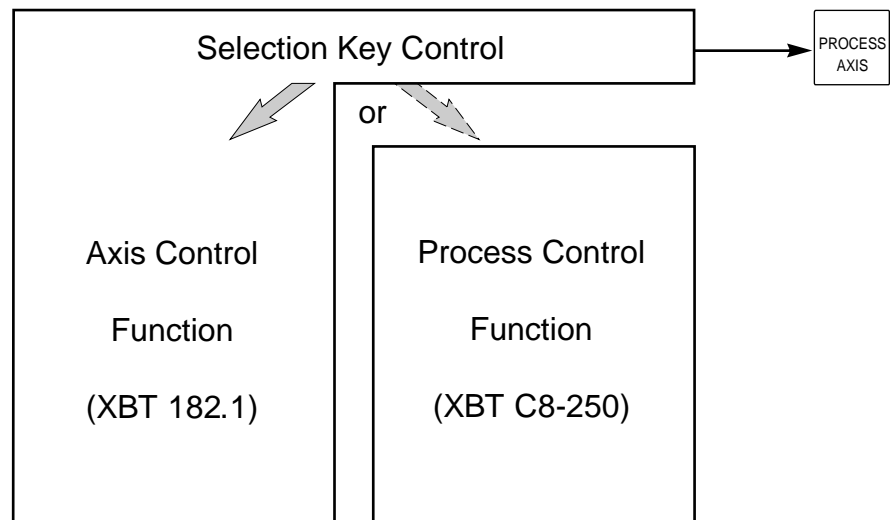 Selection Key Control
PROCESS
AXIS
or
Axis Control
Function
(XBT 182.1)
Process Control
Function
(XBT C8-250)